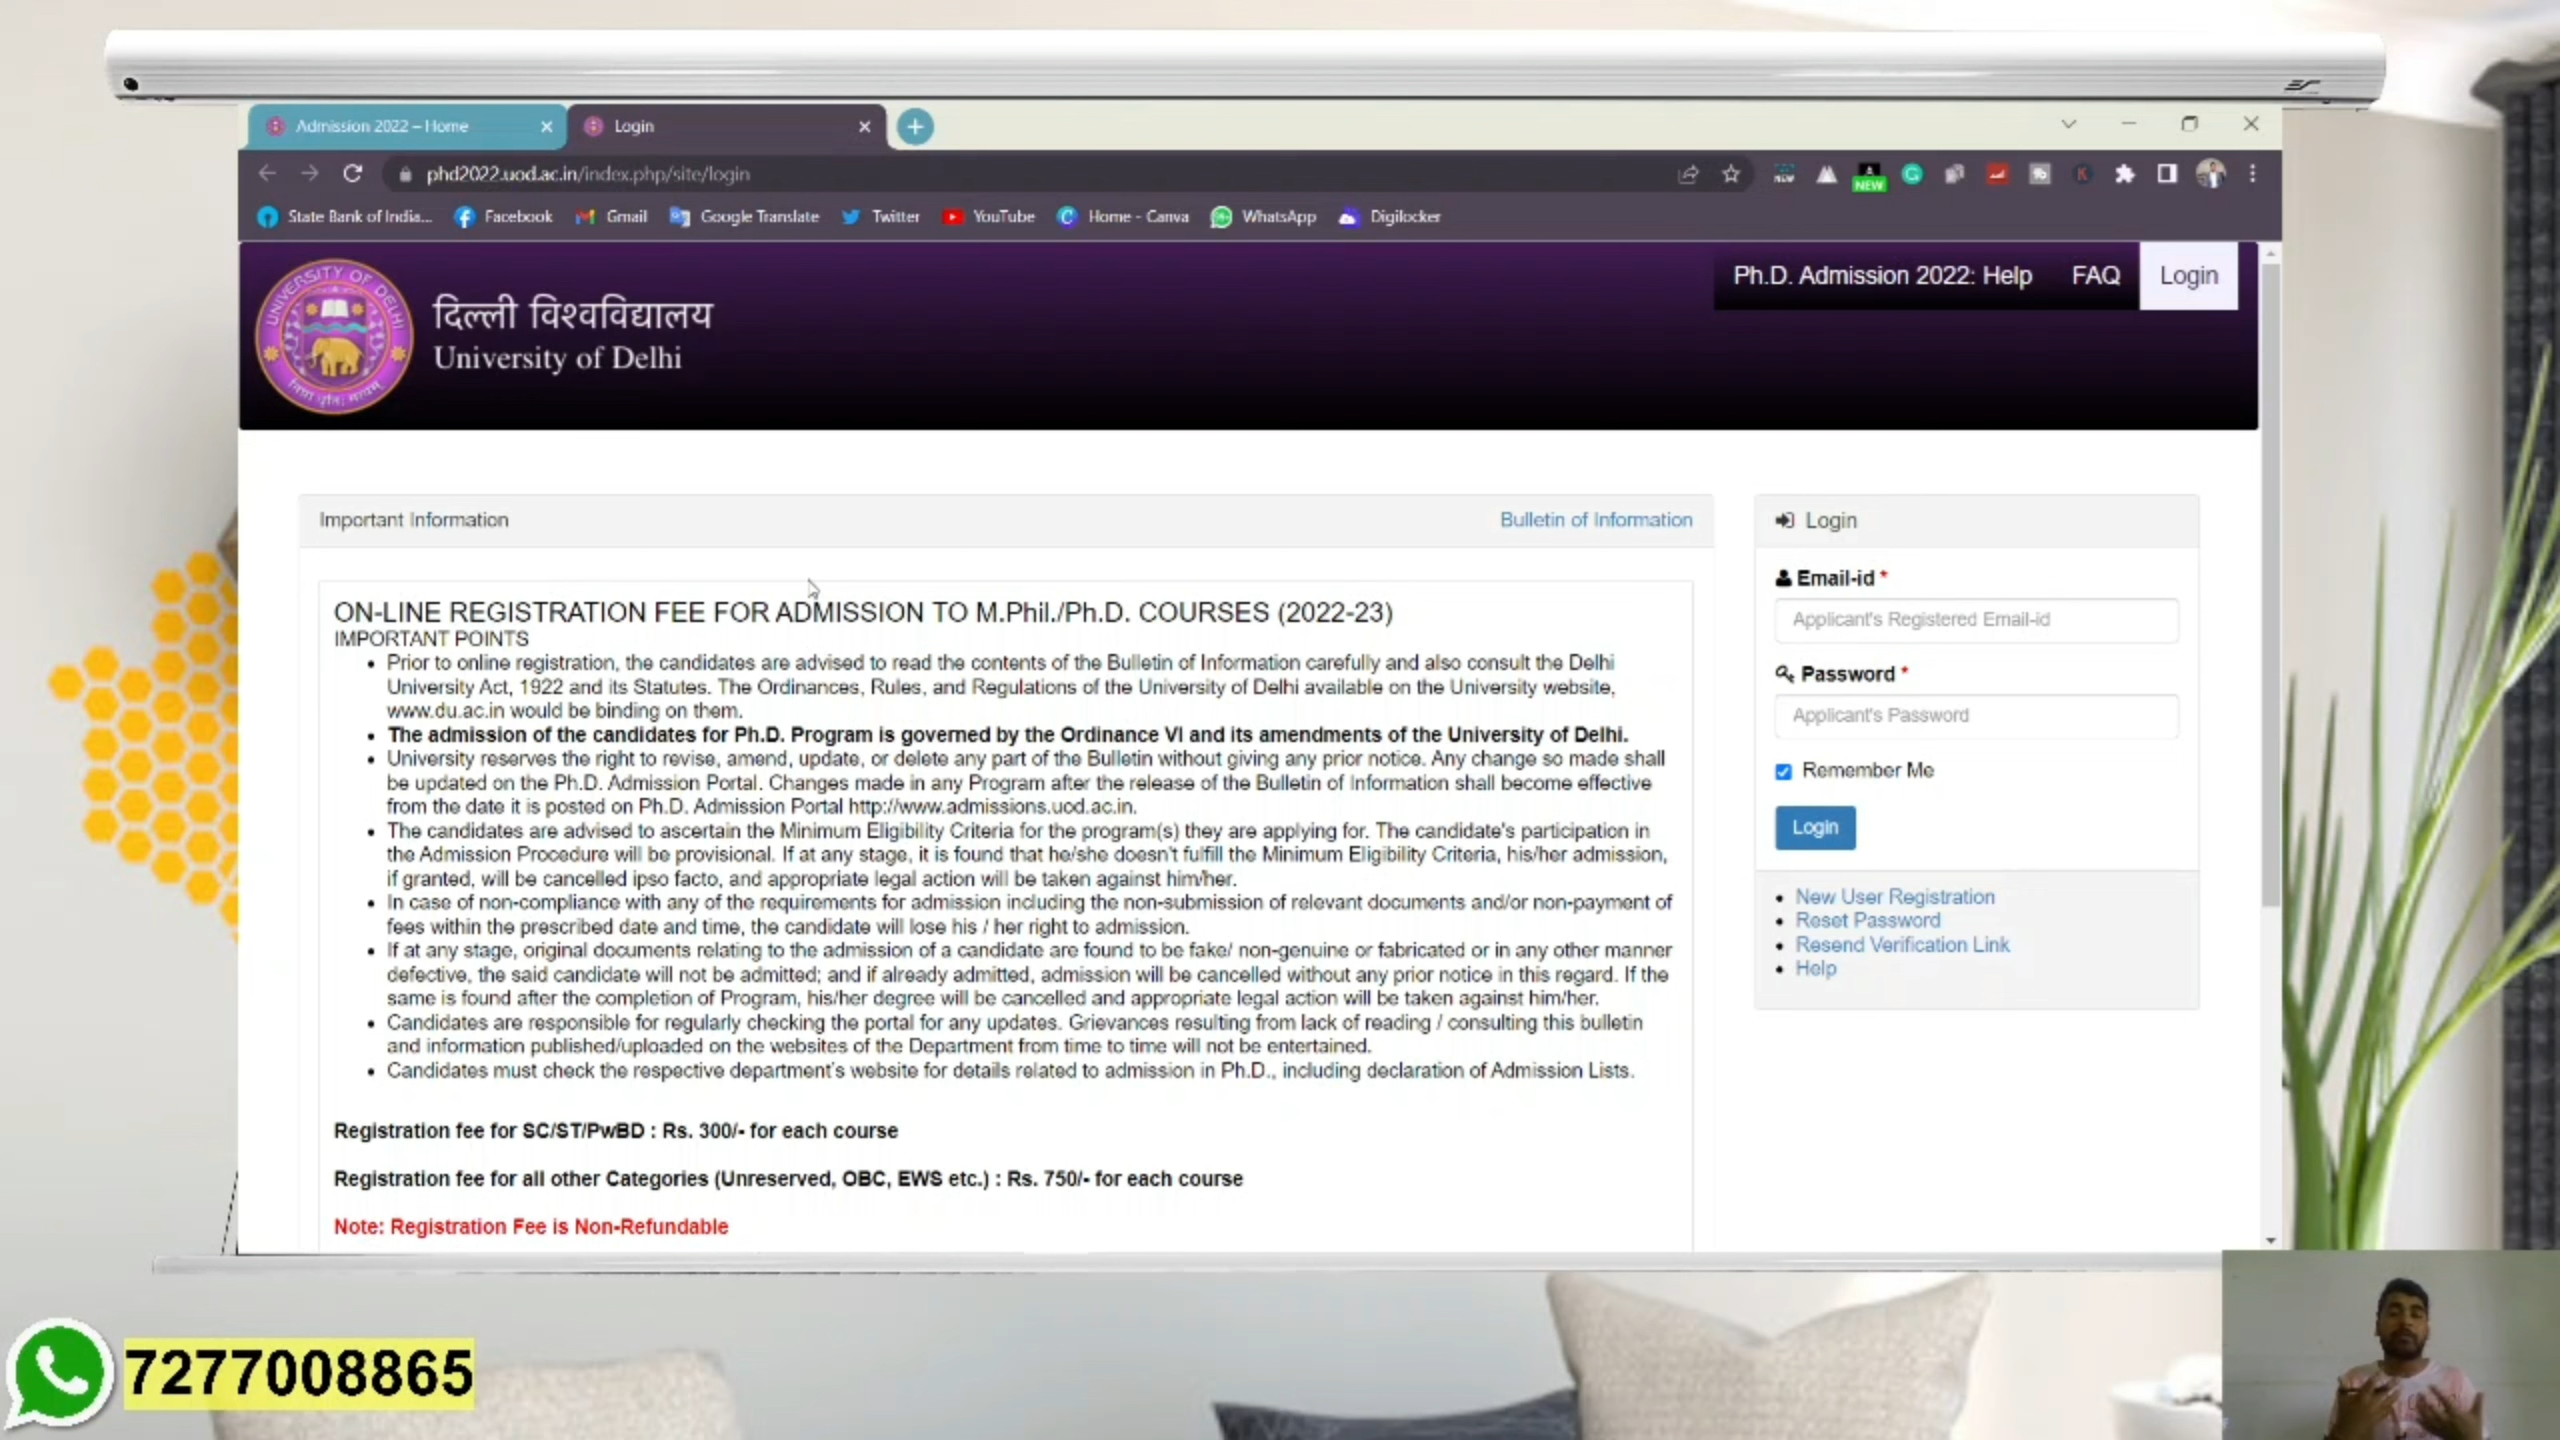 Admission 2022 – Home
Login
phd2022.uod.ac.in/index.php/site/login
NEW
NEW
State Bank of India...
Facebook
Gmail
Google Translate
Twitter
YouTube
Home - Canva
WhatsApp
Digilocker
UNIVERSITY OF DELHI
दिल्ली विश्वविद्यालय
University of Delhi
Ph.D. Admission 2022: Help
FAQ
Login
Important Information
Bulletin of Information
ON-LINE REGISTRATION FEE FOR ADMISSION TO M.Phil./Ph.D. COURSES (2022-23)
IMPORTANT POINTS
• Prior to online registration, the candidates are advised to read the contents of the Bulletin of Information carefully and also consult the Delhi
University Act, 1922 and its Statutes. The Ordinances, Rules, and Regulations of the University of Delhi available on the University website,
www.du.ac.in would be binding on them.
• The admission of the candidates for Ph.D. Program is governed by the Ordinance VI and its amendments of the University of Delhi.
• University reserves the right to revise, amend, update, or delete any part of the Bulletin without giving any prior notice. Any change so made shall
be updated on the Ph.D. Admission Portal. Changes made in any Program after the release of the Bulletin of Information shall become effective
from the date it is posted on Ph.D. Admission Portal http://www.admissions.uod.ac.in.
• The candidates are advised to ascertain the Minimum Eligibility Criteria for the program(s) they are applying for. The candidate's participation in
the Admission Procedure will be provisional. If at any stage, it is found that he/she doesn't fulfill the Minimum Eligibility Criteria, his/her admission,
if granted, will be cancelled ipso facto, and appropriate legal action will be taken against him/her.
• In case of non-compliance with any of the requirements for admission including the non-submission of relevant documents and/or non-payment of
fees within the prescribed date and time, the candidate will lose his / her right to admission.
• If at any stage, original documents relating to the admission of a candidate are found to be fake/ non-genuine or fabricated or in any other manner
defective, the said candidate will not be admitted; and if already admitted, admission will be cancelled without any prior notice in this regard. If the
same is found after the completion of Program, his/her degree will be cancelled and appropriate legal action will be taken against him/her.
• Candidates are responsible for regularly checking the portal for any updates. Grievances resulting from lack of reading / consulting this bulletin
and information published/uploaded on the websites of the Department from time to time will not be entertained.
• Candidates must check the respective department's website for details related to admission in Ph.D., including declaration of Admission Lists.
Registration fee for SC/ST/PwBD : Rs. 300/- for each course
Registration fee for all other Categories (Unreserved, OBC, EWS etc.) : Rs. 750/- for each course
Note: Registration Fee is Non-Refundable
Login
Email-id *
Applicant's Registered Email-id
Password *
Applicant's Password
Remember Me
Login
• New User Registration
• Reset Password
• Resend Verification Link
• Help
7277008865